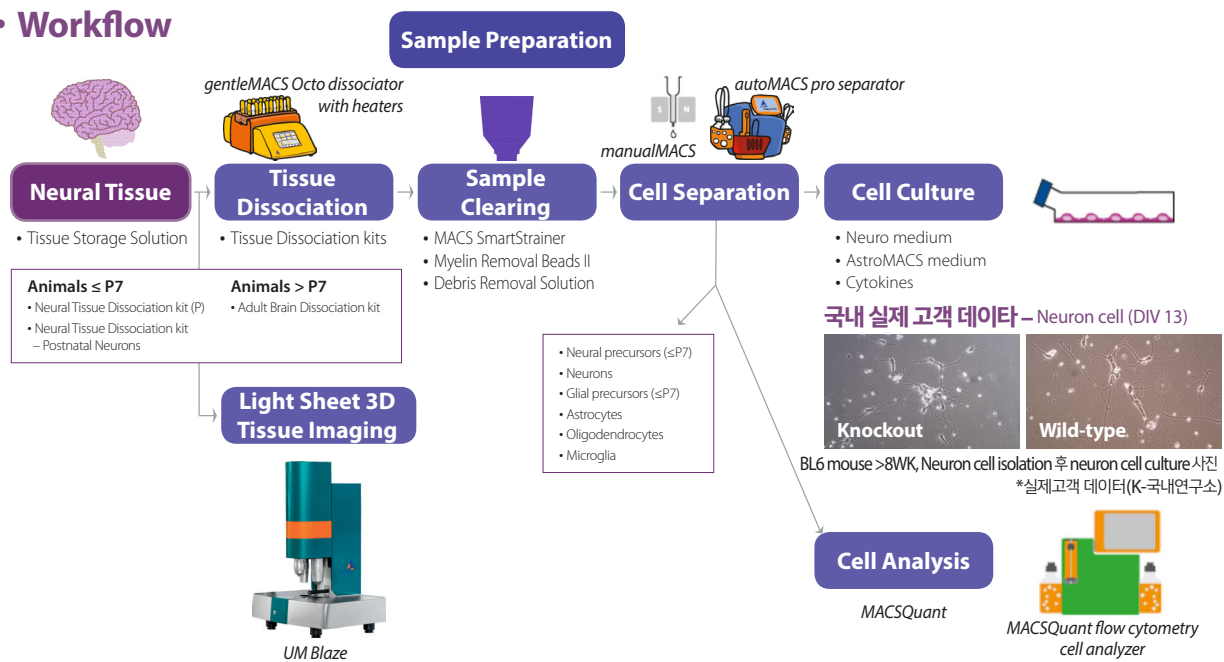 • Workflow
Sample Preparation
gentleMACS Octo dissociator
with heaters
S N
manualMACS
autoMACS pro separator
Neural Tissue
Tissue
Dissociation
Sample
Clearing
Cell Separation
Cell Culture
• Tissue Storage Solution
• Tissue Dissociation kits
• MACS SmartStrainer
• Myelin Removal Beads II
• Debris Removal Solution
• Neuro medium
• AstroMACS medium
• Cytokines
Animals ≤ P7
• Neural Tissue Dissociation kit (P)
• Neural Tissue Dissociation kit
– Postnatal Neurons
Animals > P7
• Adult Brain Dissociation kit
국내 실제 고객 데이타 – Neuron cell (DIV 13)
Knockout
Wild-type
BL6 mouse >8WK, Neuron cell isolation 후 neuron cell culture 사진
*실제고객 데이터(K-국내연구소)
• Neural precursors (≤P7)
• Neurons
• Glial precursors (≤P7)
• Astrocytes
• Oligodendrocytes
• Microglia
Light Sheet 3D
Tissue Imaging
UM Blaze
Cell Analysis
MACSQuant
MACSQuant flow cytometry
cell analyzer